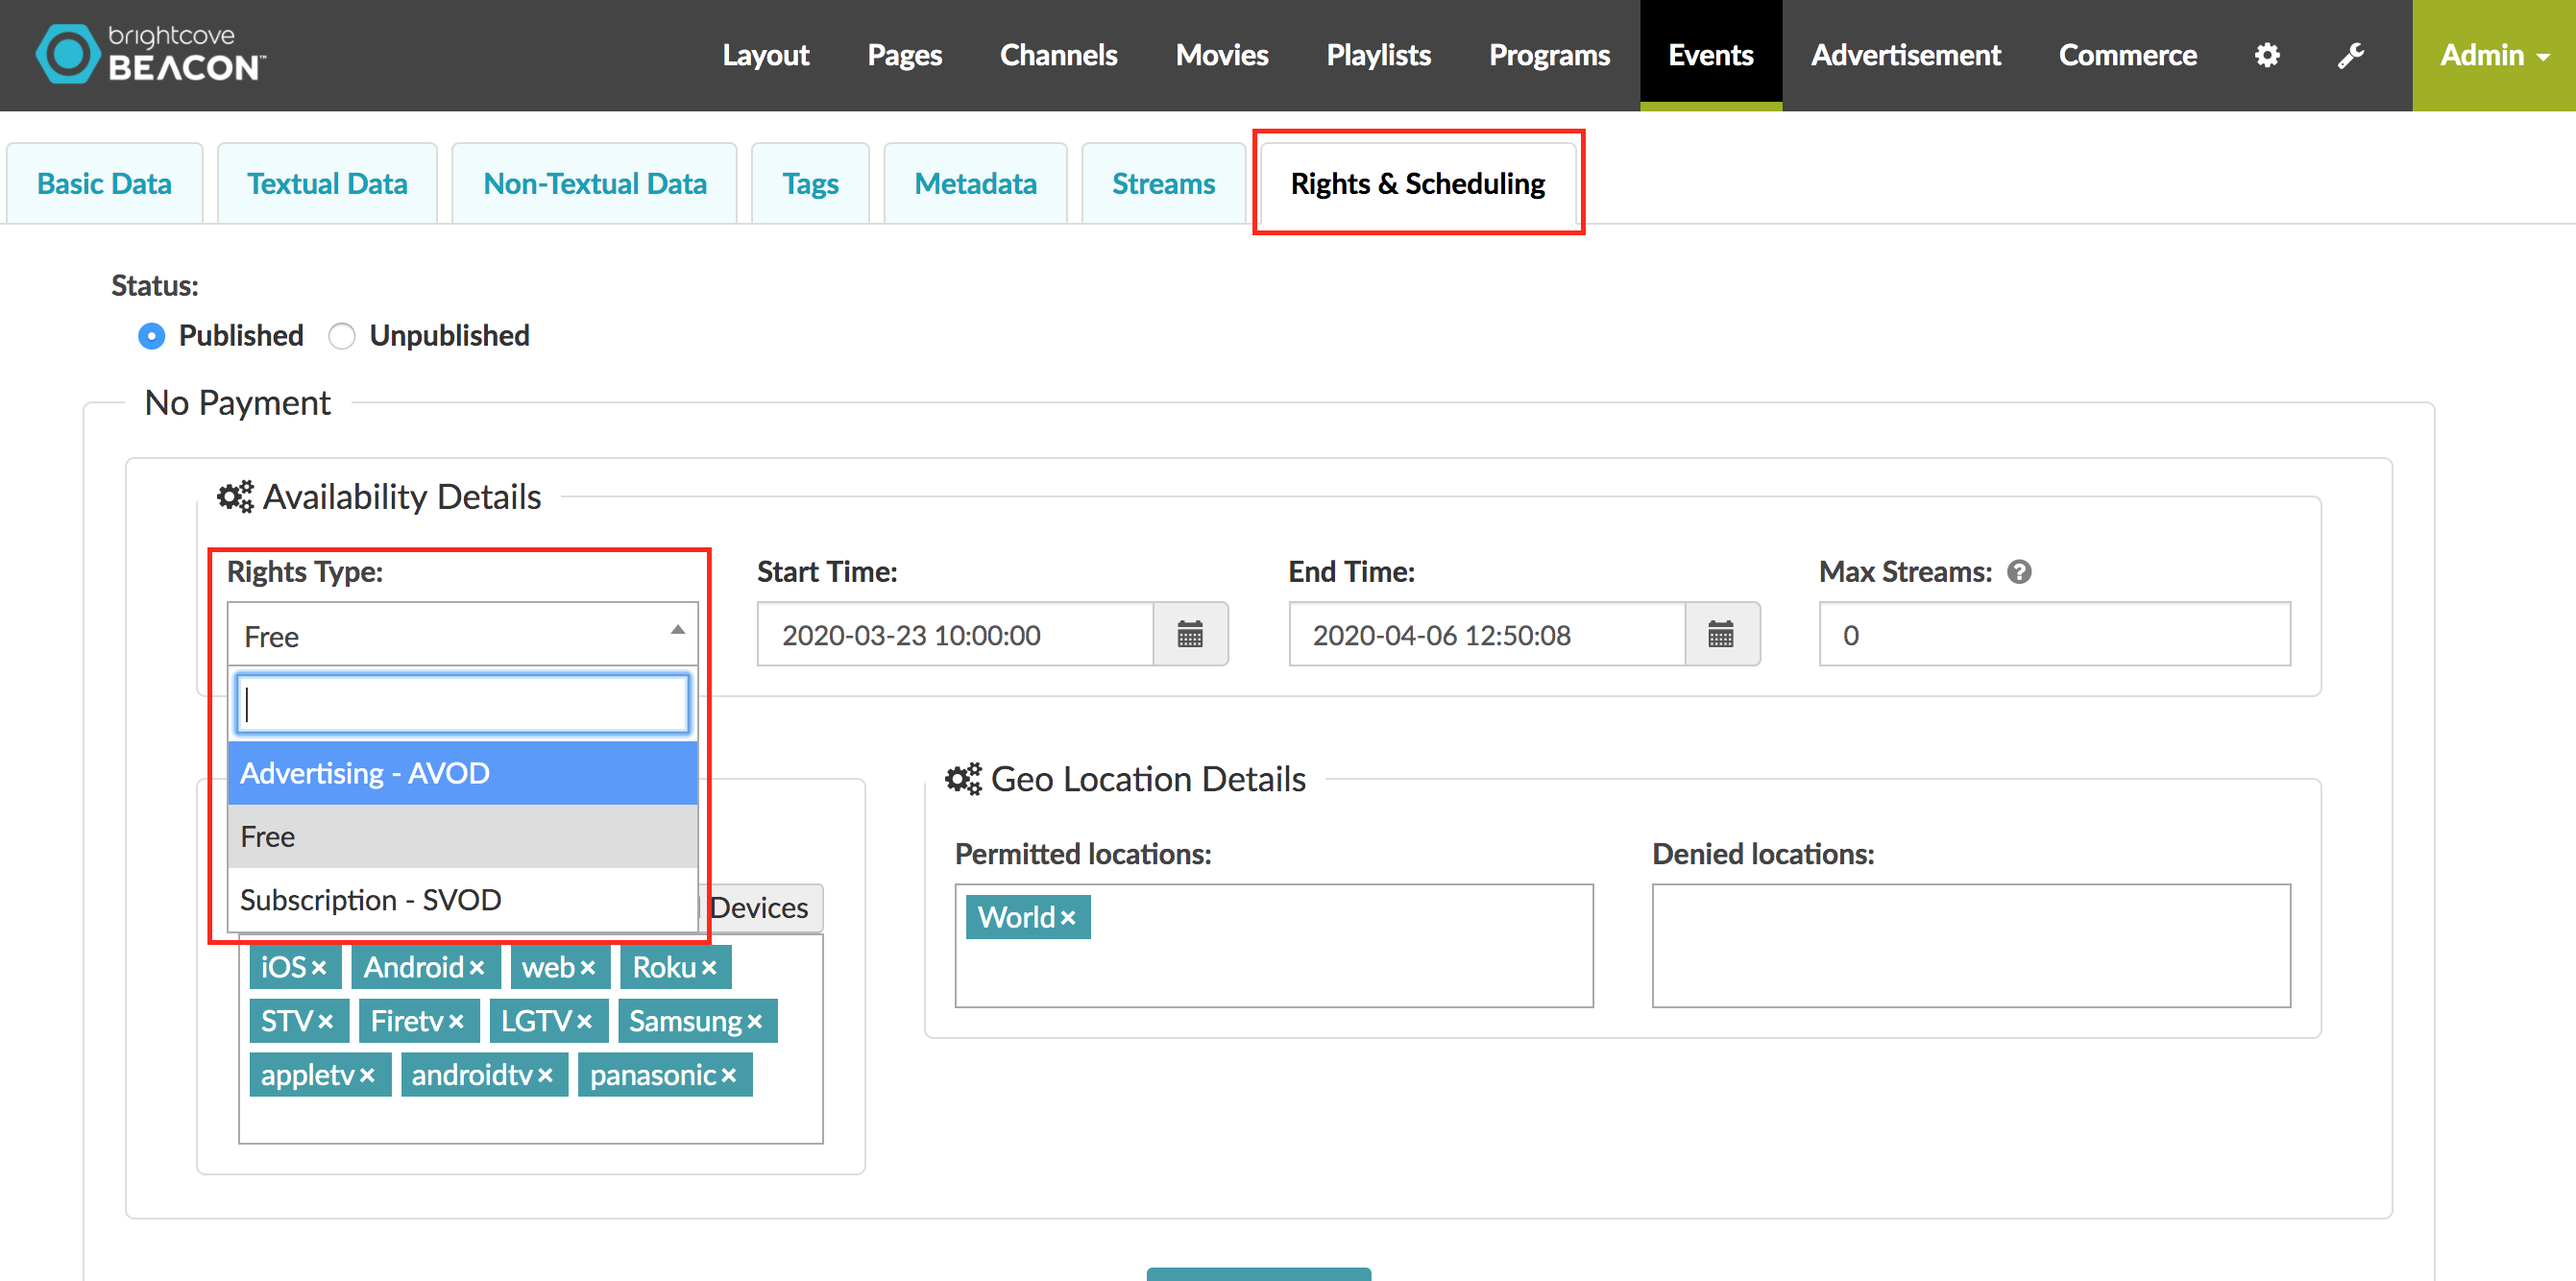 brightcove
BEACON™
Layout Pages Channels Movies Playlists Programs Events Advertisement Commerce Admin
Basic Data Textual Data Non-Textual Data Tags Metadata Streams Rights & Scheduling
Status:
Published Unpublished
No Payment
Availability Details
Rights Type: Start Time: End Time: Max Streams: ?
Free 2020-03-23 10:00:00 2020-04-06 12:50:08 0
Advertising - AVOD
Free
Subscription - SVOD
Devices
iOS× Android× web× Roku×
STV× Firetv× LGTV× Samsung×
appletv× androidtv× panasonic×
Geo Location Details
Permitted locations: Denied locations:
World×